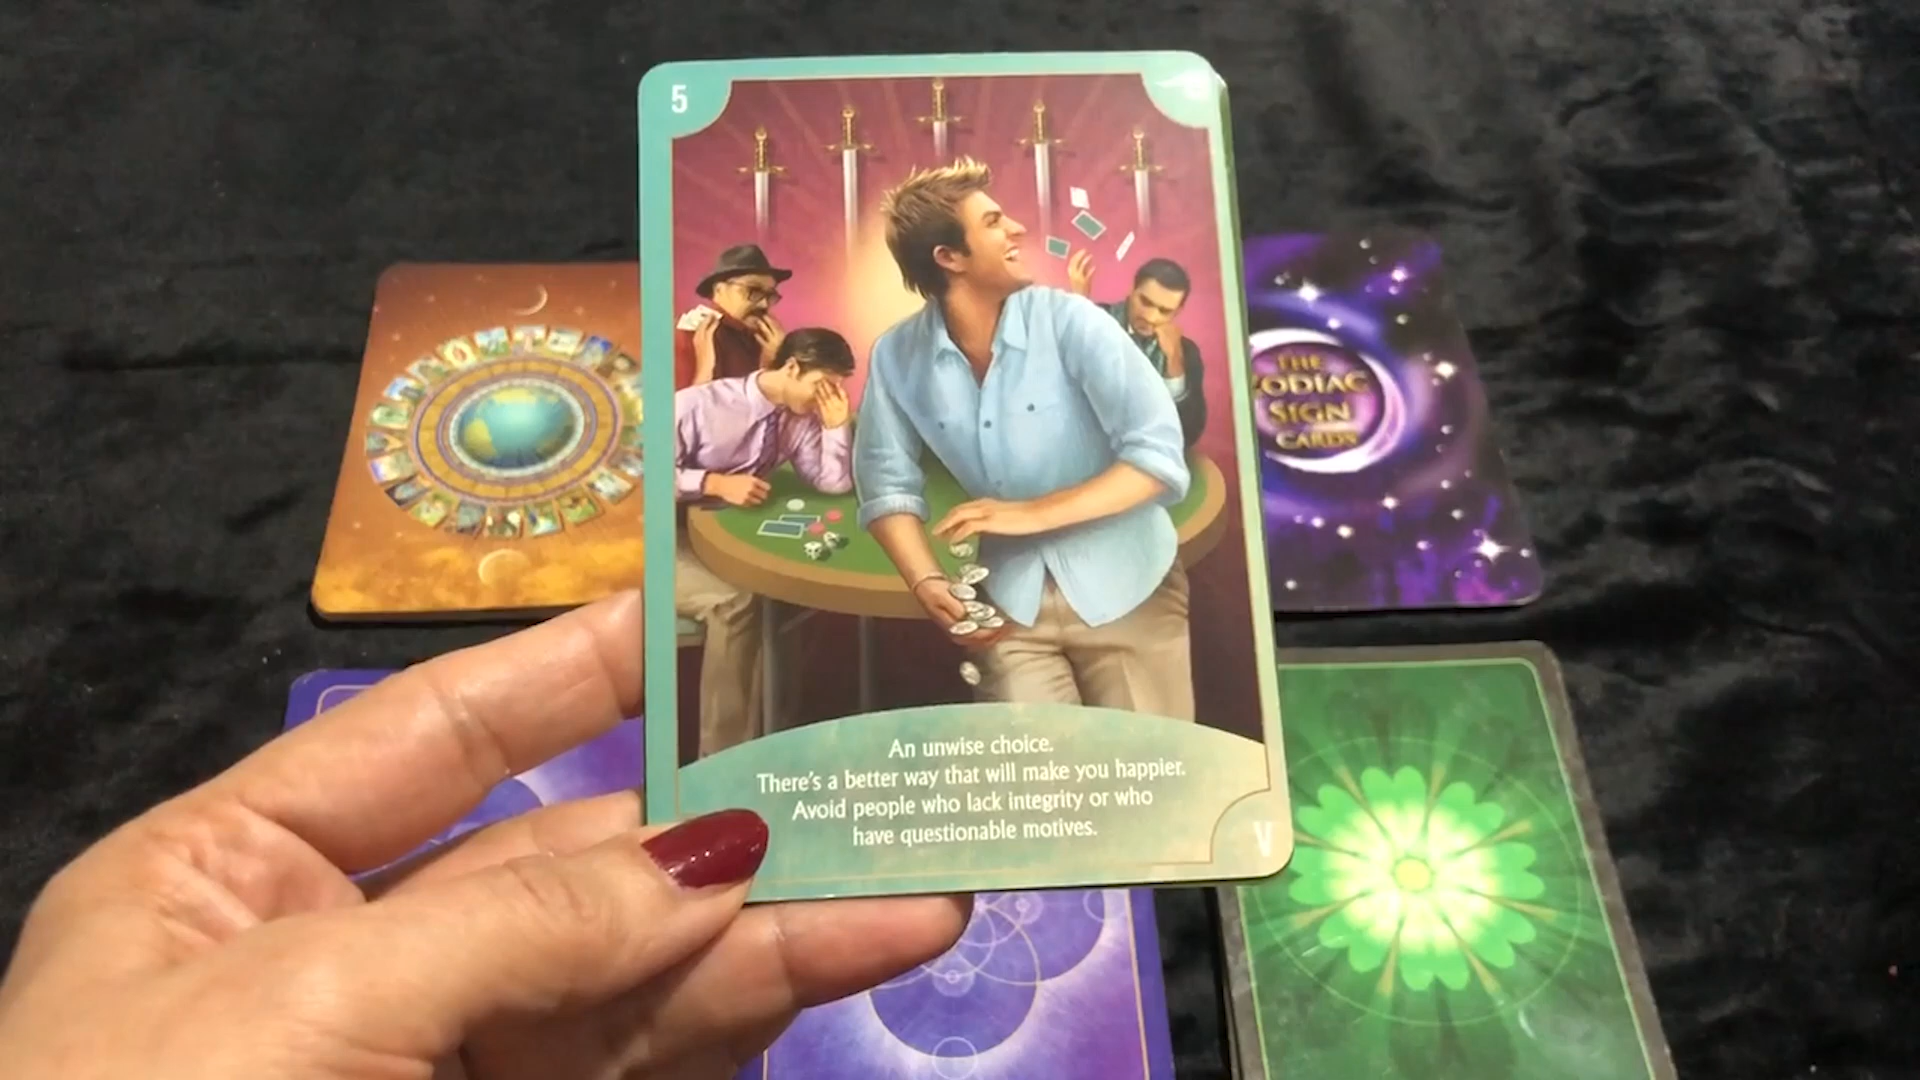 5
An unwise choice.
There's a better way that will make you happier.
Avoid people who lack integrity or who
have questionable motives.
V
THE
ZODIAC
SIGN
CARDS